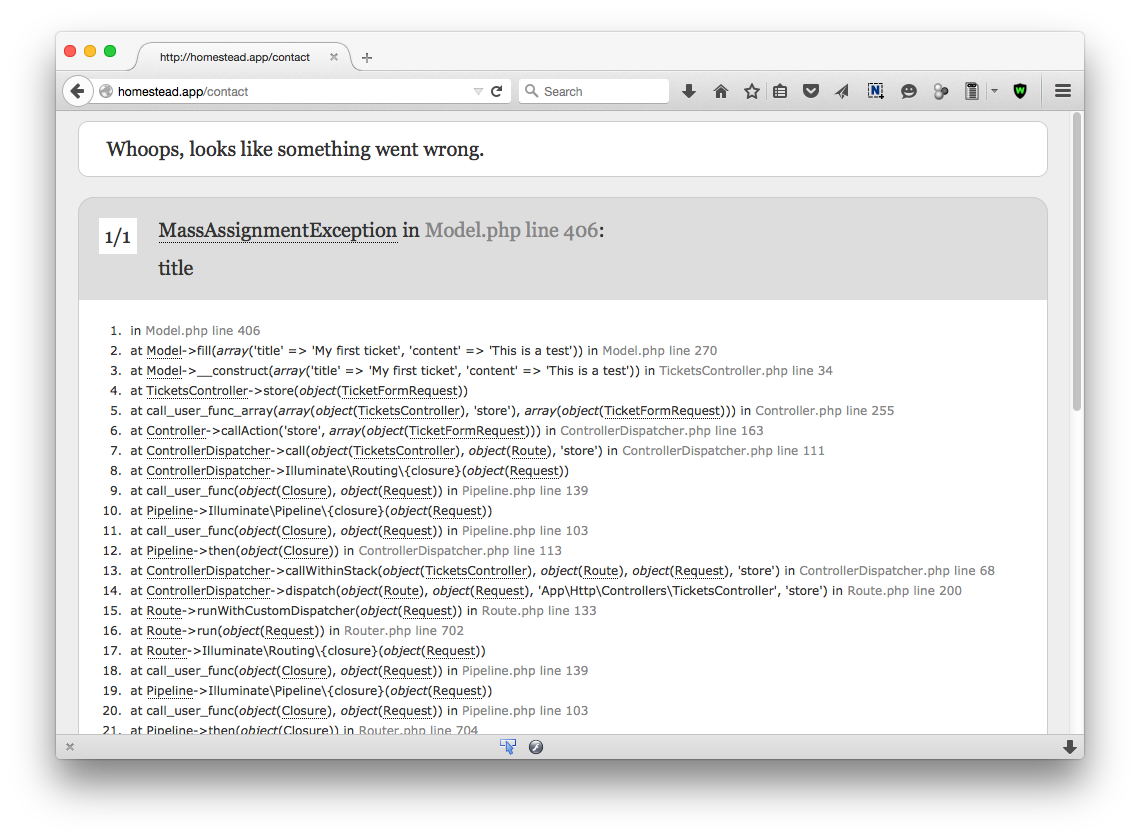 http://homestead.app/contact
homestead.app/contact
Search
Whoops, looks like something went wrong.
1/1
MassAssignmentException in Model.php line 406:
title
1. in Model.php line 406
2. at Model->fill(array('title' => 'My first ticket', 'content' => 'This is a test')) in Model.php line 270
3. at Model->__construct(array('title' => 'My first ticket', 'content' => 'This is a test')) in TicketsController.php line 34
4. at TicketsController->store(object(TicketFormRequest))
5. at call_user_func_array(array(object(TicketsController), 'store'), array(object(TicketFormRequest))) in Controller.php line 255
6. at Controller->callAction('store', array(object(TicketFormRequest))) in ControllerDispatcher.php line 163
7. at ControllerDispatcher->call(object(TicketsController), object(Route), 'store') in ControllerDispatcher.php line 111
8. at ControllerDispatcher->Illuminate\Routing\{closure}(object(Request))
9. at call_user_func(object(Closure), object(Request)) in Pipeline.php line 139
10. at Pipeline->Illuminate\Pipeline\{closure}(object(Request))
11. at call_user_func(object(Closure), object(Request)) in Pipeline.php line 103
12. at Pipeline->then(object(Closure)) in ControllerDispatcher.php line 113
13. at ControllerDispatcher->callWithinStack(object(TicketsController), object(Route), object(Request), 'store') in ControllerDispatcher.php line 68
14. at ControllerDispatcher->dispatch(object(Route), object(Request), 'App\Http\Controllers\TicketsController', 'store') in Route.php line 200
15. at Route->runWithCustomDispatcher(object(Request)) in Route.php line 133
16. at Route->run(object(Request)) in Router.php line 702
17. at Router->Illuminate\Routing\{closure}(object(Request))
18. at call_user_func(object(Closure), object(Request)) in Pipeline.php line 139
19. at Pipeline->Illuminate\Pipeline\{closure}(object(Request))
20. at call_user_func(object(Closure), object(Request)) in Pipeline.php line 103
21. at Pipeline->then(object(Closure)) in Router.php line 704